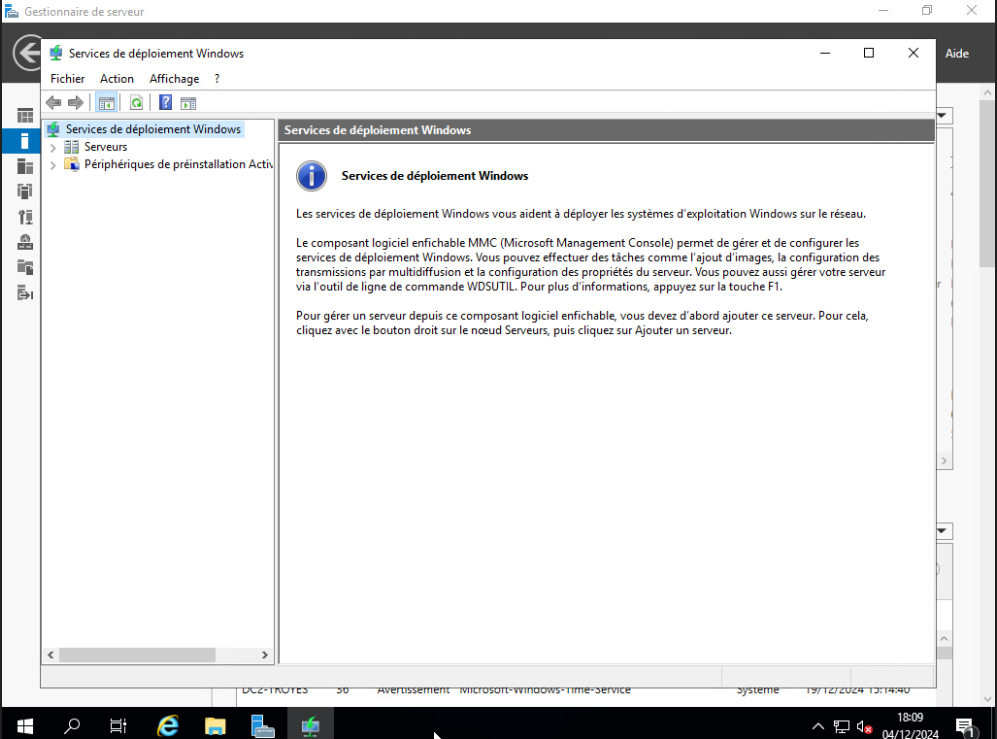 Gestionnaire de serveur
Services de déploiement Windows
Aide
Fichier Action Affichage ?
Services de déploiement Windows
Serveurs
Périphériques de préinstallation Activ
Services de déploiement Windows
Services de déploiement Windows
Les services de déploiement Windows vous aident à déployer les systèmes d'exploitation Windows sur le réseau.
Le composant logiciel enfichable MMC (Microsoft Management Console) permet de gérer et de configurer les
services de déploiement Windows. Vous pouvez effectuer des tâches comme l'ajout d'images, la configuration des
transmissions par multidiffusion et la configuration des propriétés du serveur. Vous pouvez aussi gérer votre serveur
via l'outil de ligne de commande WDSUTIL. Pour plus d'informations, appuyez sur la touche F1.
Pour gérer un serveur depuis ce composant logiciel enfichable, vous devez d'abord ajouter ce serveur. Pour cela,
cliquez avec le bouton droit sur le nœud Serveurs, puis cliquez sur Ajouter un serveur.
DC2-TROYES 36 Avertissement Microsoft-Windows-Time-Service Système 19/12/2024 15:14:40
18:09
04/12/2024
1